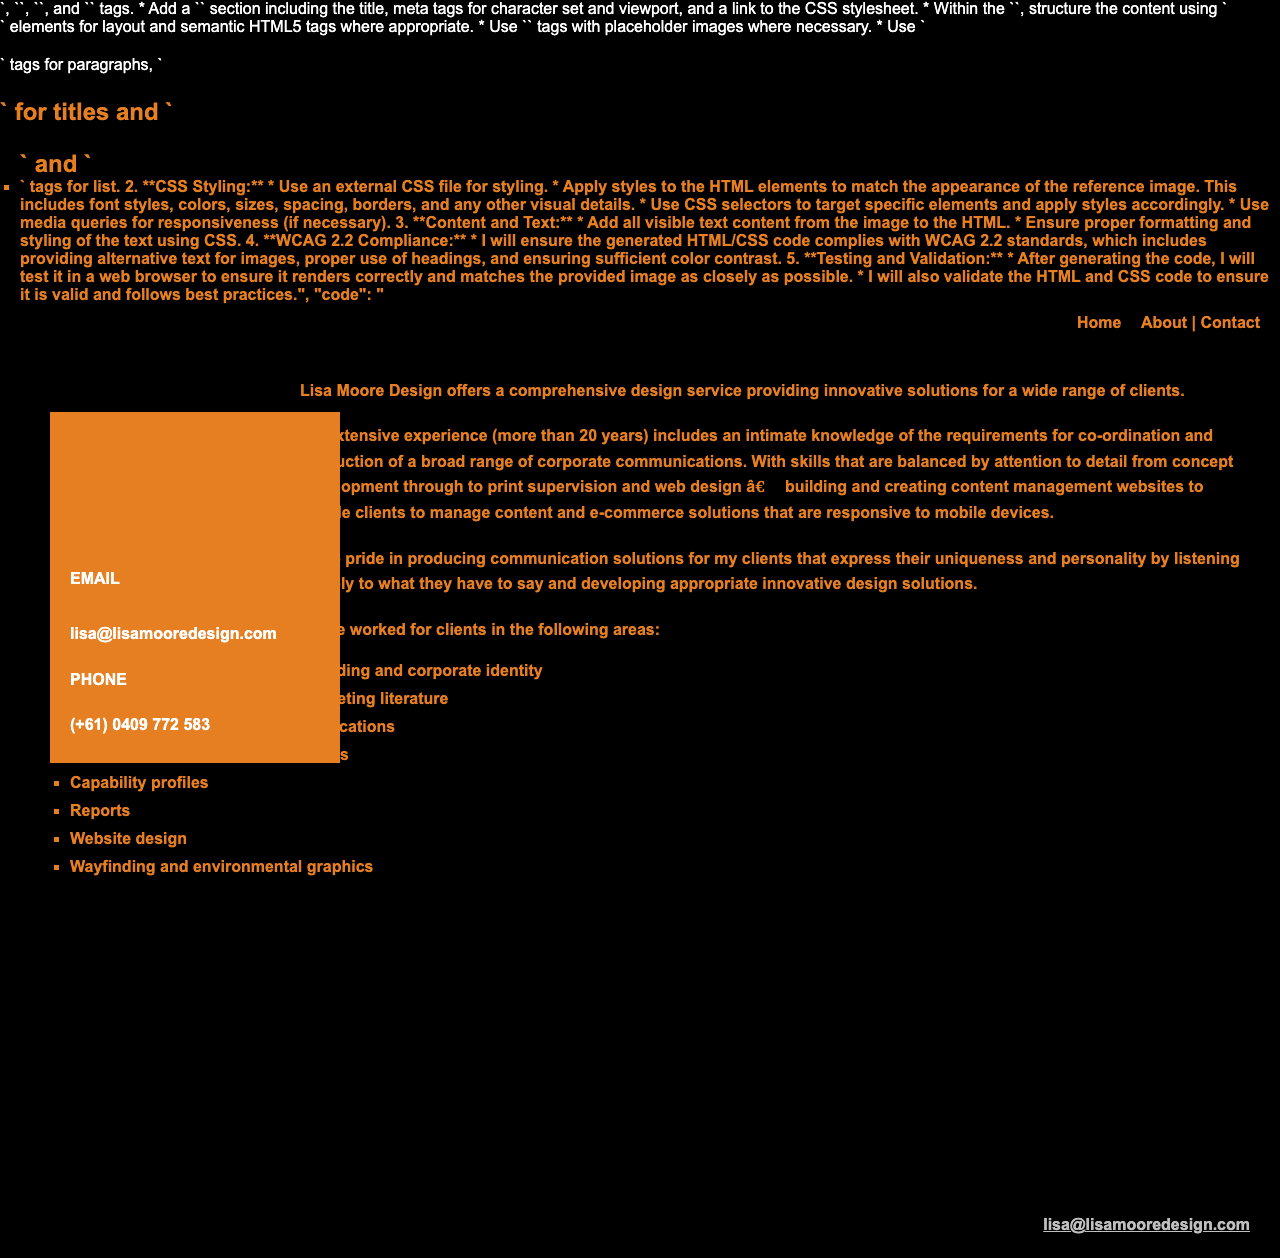 `, ``, ``, and `` tags. * Add a `` section including the title, meta tags for character set and viewport, and a link to the CSS stylesheet. * Within the ``, structure the content using `
` elements for layout and semantic HTML5 tags where appropriate. * Use `` tags with placeholder images where necessary. * Use `
` tags for paragraphs, `
` for titles and `
` and `
` tags for list. 2. **CSS Styling:** * Use an external CSS file for styling. * Apply styles to the HTML elements to match the appearance of the reference image. This
includes font styles, colors, sizes, spacing, borders, and any other visual details. * Use CSS selectors to target specific elements and apply styles accordingly. * Use
media queries for responsiveness (if necessary). 3. **Content and Text:** * Add all visible text content from the image to the HTML. * Ensure proper formatting and
styling of the text using CSS. 4. **WCAG 2.2 Compliance:** * I will ensure the generated HTML/CSS code complies with WCAG 2.2 standards, which includes
providing alternative text for images, proper use of headings, and ensuring sufficient color contrast. 5. **Testing and Validation:** * After generating the code, I will
test it in a web browser to ensure it renders correctly and matches the provided image as closely as possible. * I will also validate the HTML and CSS code to ensure
it is valid and follows best practices.", "code": "
Home About | Contact
Lisa Moore Design offers a comprehensive design service providing innovative solutions for a wide range of clients.
xtensive experience (more than 20 years) includes an intimate knowledge of the requirements for co-ordination and
uction of a broad range of corporate communications. With skills that are balanced by attention to detail from concept
opment through to print supervision and web design â€ building and creating content management websites to
le clients to manage content and e-commerce solutions that are responsive to mobile devices.
pride in producing communication solutions for my clients that express their uniqueness and personality by listening
ly to what they have to say and developing appropriate innovative design solutions.
e worked for clients in the following areas:
EMAIL
lisa@lisamooredesign.com
PHONE
(+61) 0409 772 583
ding and corporate identity
eting literature
ications
s
Capability profiles
Reports
Website design
Wayfinding and environmental graphics
lisa@lisamooredesign.com